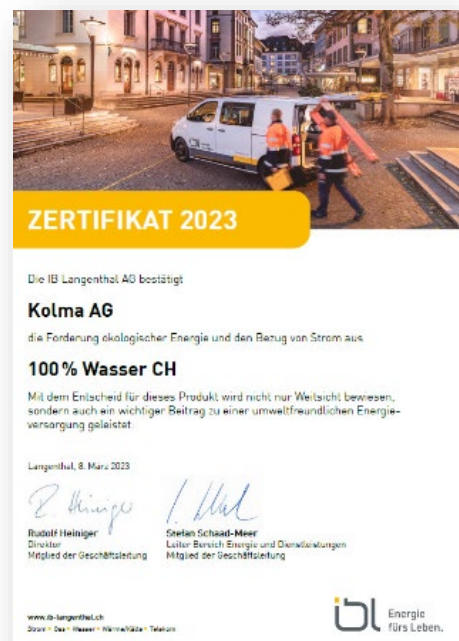 ZERTIFIKAT 2023
Die IB Langenthal AG bestätigt
Kolma AG
die Förderung ökologischer Energie und den Bezug von Strom aus
100 % Wasser CH
Mit dem Entscheid für dieses Produkt wird nicht nur Weitsicht bewiesen,
sondern auch ein wichtiger Beitrag zu einer umweltfreundlichen Energie-
versorgung geleistet.
Langenthal, 8. März 2023
R. Heiniger
Rudolf Heiniger
Direktor
Mitglied der Geschäftsleitung
Stefan Schaad-Meer
Leiter Bereich Energie und Dienstleistungen
Mitglied der Geschäftsleitung
www.ib-langenthal.ch
Strom • Gas • Wasser • Wärme/Kälte • Telekom
ibl
Energie
fürs Leben.